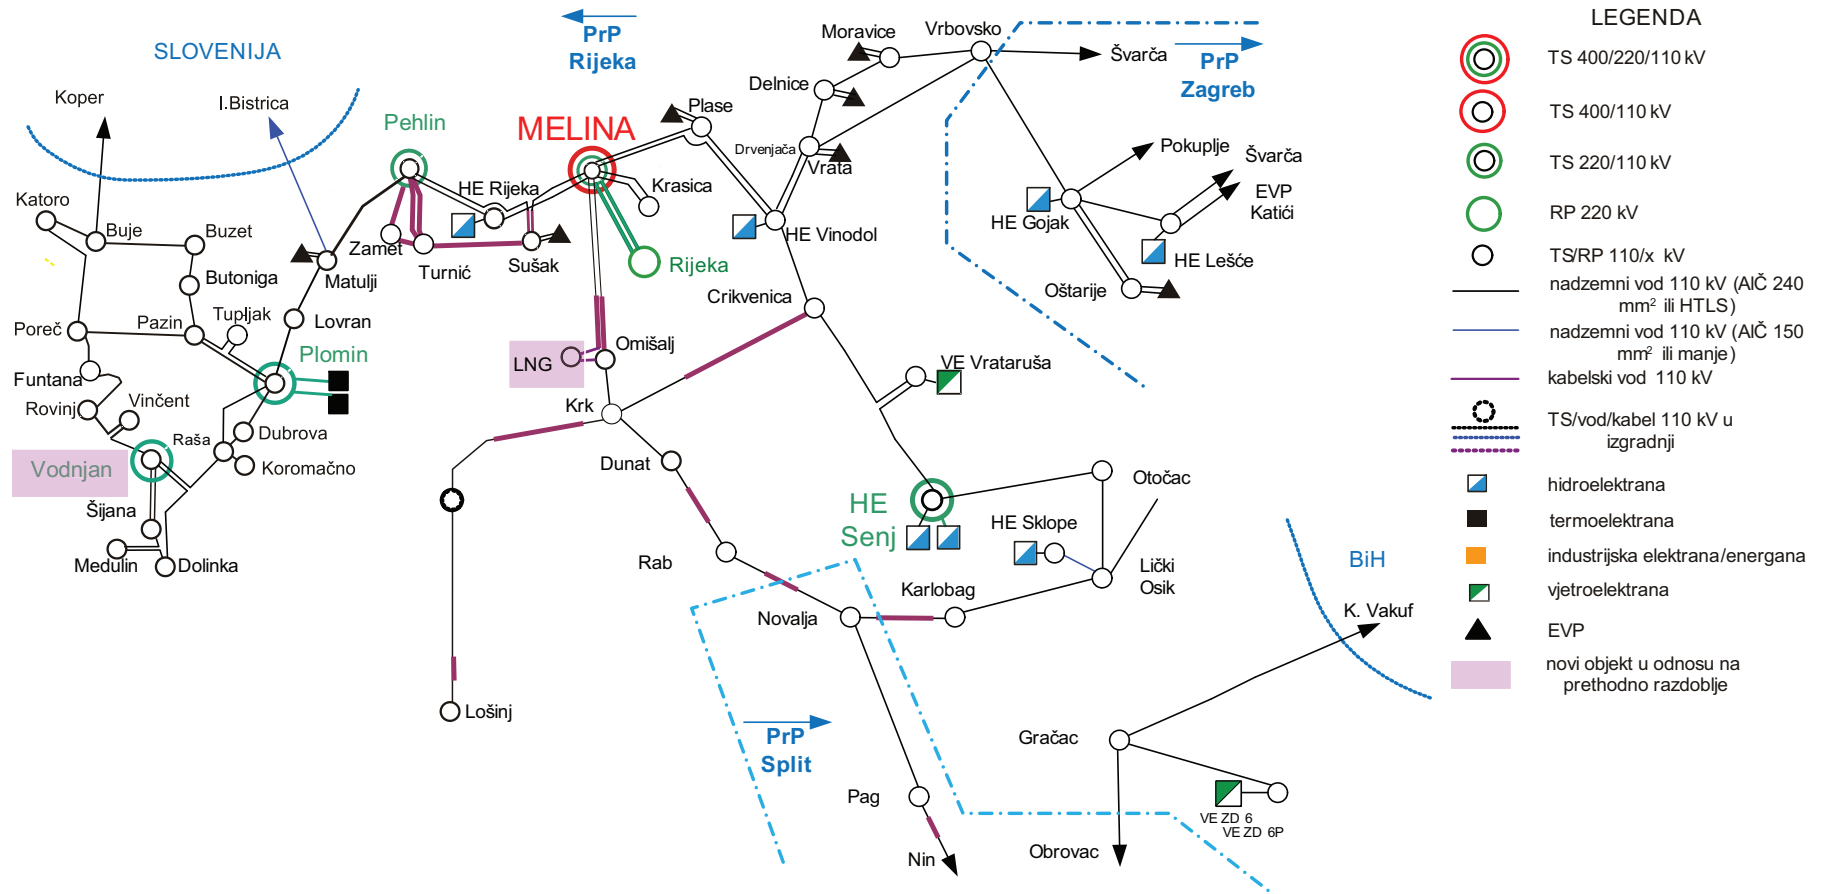 SLOVENIJA
Koper
I.Bistrica
PrP
Rijeka
Pehlin
MELINA
Plase
Moravice
Vrbovsko
Delnice
Švarča
PrP
Zagreb
Drvenjača
Vrata
Katoro
Buje
Buzet
Butoniga
HE Rijeka
Krasica
Zamet
Turnić
Sušak
Rijeka
Matulji
HE Vinodol
Pokuplje
Švarča
EVP
Katići
HE Gojak
HE Lešće
Oštarije
Crikvenica
Poreč
Pazin
Tupljak
Lovran
Plomin
Funtana
Rovinj
Vinčent
Raša
Dubrova
Koromačno
Vodnjan
Šijana
Medulin
Dolinka
LNG
Omišalj
Krk
VE Vrataruša
Dunat
HE
Senj
HE Sklope
Otočac
Lički
Osik
Rab
Karlobag
Novalja
Lošinj
PrP
Split
Pag
Nin
BiH
K. Vakuf
Gračac
VE ZD 6
VE ZD 6P
Obrovac
LEGENDA
TS 400/220/110 kV
TS 400/110 kV
TS 220/110 kV
RP 220 kV
TS/RP 110/x kV
nadzemni vod 110 kV (AlČ 240
mm² ili HTLS)
nadzemni vod 110 kV (AlČ 150
mm² ili manje)
kabelski vod 110 kV
TS/vod/kabel 110 kV u
izgradnji
hidroelektrana
termoelektrana
industrijska elektrana/energana
vjetroelektrana
EVP
novi objekt u odnosu na
prethodno razdoblje